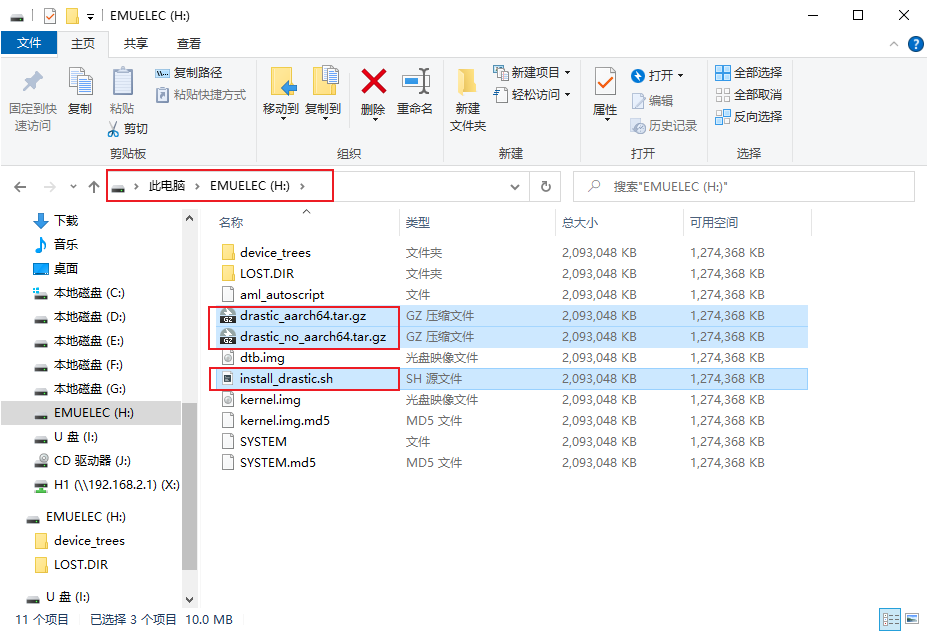 EMUELEC (H:)
文件 主页 共享 查看
固定到快速访问
复制
粘贴
复制路径
粘贴快捷方式
剪切
剪贴板
移动到
复制到
删除
重命名
组织
新建文件夹
新建项目
轻松访问
新建
属性
打开
编辑
历史记录
打开
全部选择
全部取消
反向选择
选择
此电脑 EMUELEC (H:)
搜索"EMUELEC (H:)"
下载
音乐
桌面
本地磁盘 (C:)
本地磁盘 (D:)
本地磁盘 (E:)
本地磁盘 (F:)
本地磁盘 (G:)
EMUELEC (H:)
U 盘 (I:)
CD 驱动器 (J:)
H1 (\\192.168.2.1) (X:)
EMUELEC (H:)
device_trees
LOST.DIR
U 盘 (I:)
名称 类型 总大小 可用空间
device_trees 文件夹 2,093,048 KB 1,274,368 KB
LOST.DIR 文件夹 2,093,048 KB 1,274,368 KB
aml_autoscript 文件 2,093,048 KB 1,274,368 KB
drastic_aarch64.tar.gz GZ 压缩文件 2,093,048 KB 1,274,368 KB
drastic_no_aarch64.tar.gz GZ 压缩文件 2,093,048 KB 1,274,368 KB
dtb.img 光盘映像文件 2,093,048 KB 1,274,368 KB
install_drastic.sh SH 源文件 2,093,048 KB 1,274,368 KB
kernel.img 光盘映像文件 2,093,048 KB 1,274,368 KB
kernel.img.md5 MD5 文件 2,093,048 KB 1,274,368 KB
SYSTEM 文件 2,093,048 KB 1,274,368 KB
SYSTEM.md5 MD5 文件 2,093,048 KB 1,274,368 KB
11 个项目 已选择 3 个项目 10.0 MB